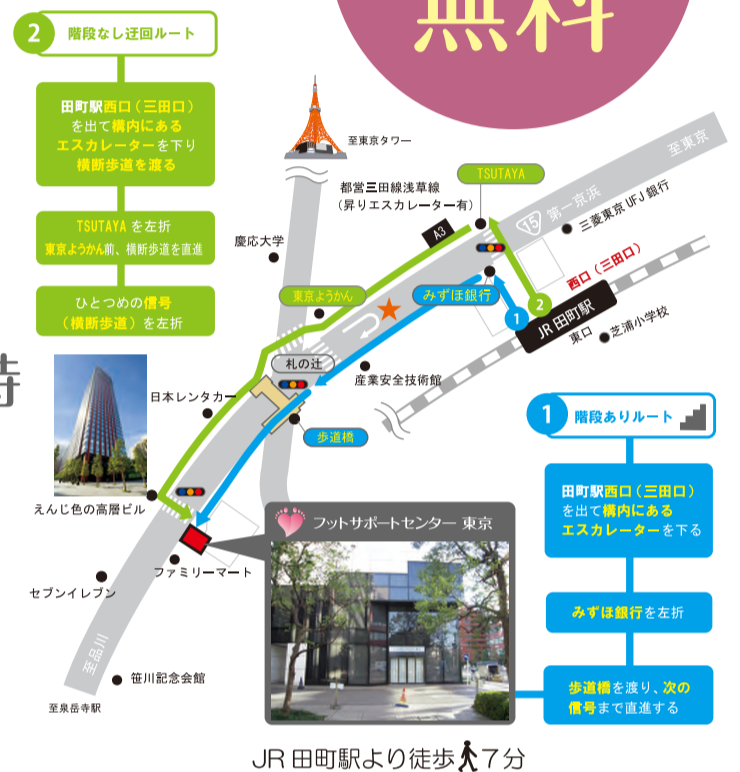 無料
2 階段なし迂回ルート
田町駅西口（三田口）
を出て構内にある
エスカレーターを下り
横断歩道を渡る
TSUTAYA を左折
東京ようかん前、横断歩道を直進
ひとつめの信号
（横断歩道）を左折
至東京タワー
都営三田線浅草線
（昇りエスカレーター有）
TSUTAYA
至東京
15 第一京浜
三菱東京 UFJ 銀行
A3
慶応大学
西口（三田口）
東京ようかん
みずほ銀行
1
2
JR 田町駅
東口
芝浦小学校
札の辻
産業安全技術館
日本レンタカー
歩道橋
時
えんじ色の高層ビル
ファミリーマート
セブンイレブン
至品川
笹川記念会館
至泉岳寺駅
フットサポートセンター 東京
1 階段ありルート
田町駅西口（三田口）
を出て構内にある
エスカレーターを下る
みずほ銀行を左折
歩道橋を渡り、次の
信号まで直進する
JR 田町駅より徒歩7分